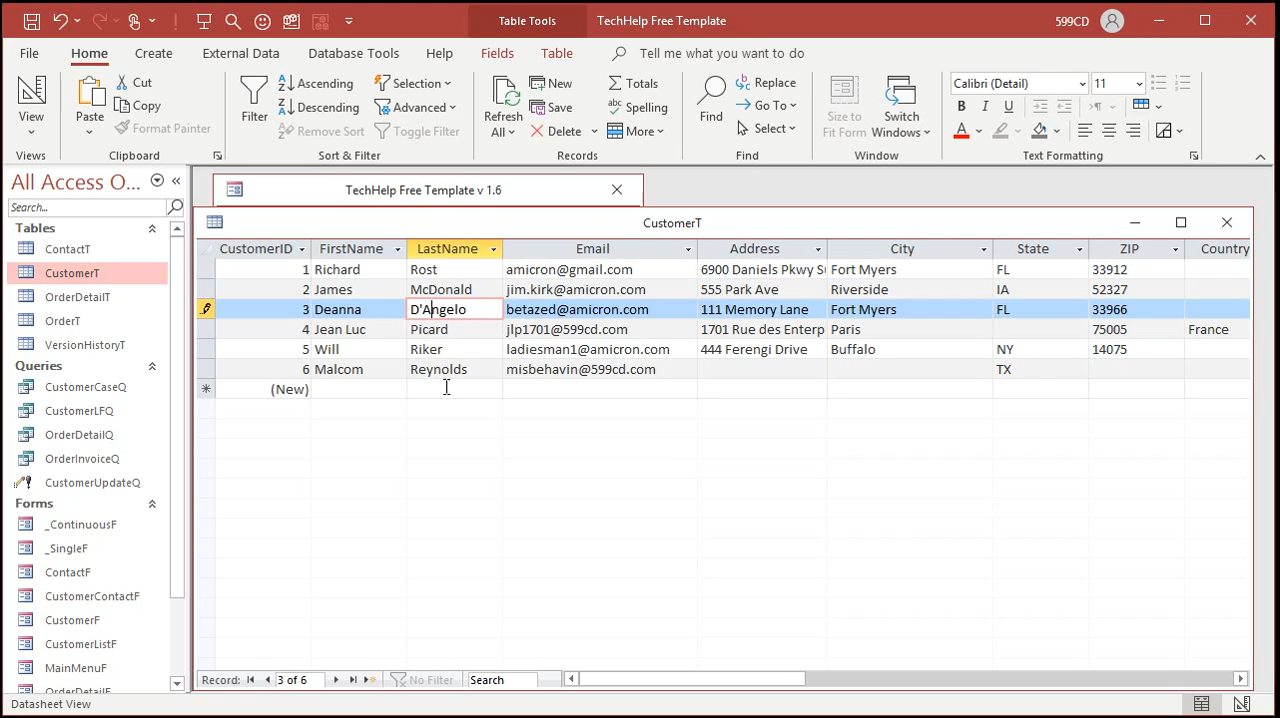 Table Tools
TechHelp Free Template
599CD
File
Home
Create
External Data
Database Tools
Help
Fields
Table
Tell me what you want to do
View
Views
Paste
Cut
Copy
Format Painter
Clipboard
Filter
Ascending
Descending
Remove Sort
Selection
Advanced
Toggle Filter
Sort & Filter
Refresh
All
New
Save
Delete
Totals
Spelling
More
Records
Find
Replace
Go To
Select
Find
Size to
Fit Form
Switch
Windows
Window
Calibri (Detail)
11
B I U
A
Text Formatting
All Access O...
Search...
Tables
ContactT
CustomerT
OrderDetailT
OrderT
VersionHistoryT
Queries
CustomerCaseQ
CustomerLFQ
OrderDetailQ
OrderInvoiceQ
CustomerUpdateQ
Forms
_ContinuousF
_SingleF
ContactF
CustomerContactF
CustomerF
CustomerListF
MainMenuF
OrderDetailF
TechHelp Free Template v 1.6
CustomerT
CustomerID FirstName LastName Email Address City State ZIP Country
1 Richard Rost amicron@gmail.com 6900 Daniels Pkwy Su Fort Myers FL 33912
2 James McDonald jim.kirk@amicron.com 555 Park Ave Riverside IA 52327
3 Deanna D'Angelo betazed@amicron.com 111 Memory Lane Fort Myers FL 33966
4 Jean Luc Picard jlp1701@599cd.com 1701 Rue des Enterp Paris 75005 France
5 Will Riker ladiesman1@amicron.com 444 Ferengi Drive Buffalo NY 14075
6 Malcom Reynolds misbehavin@599cd.com TX
(New)
Record: 3 of 6 No Filter Search
Datasheet View